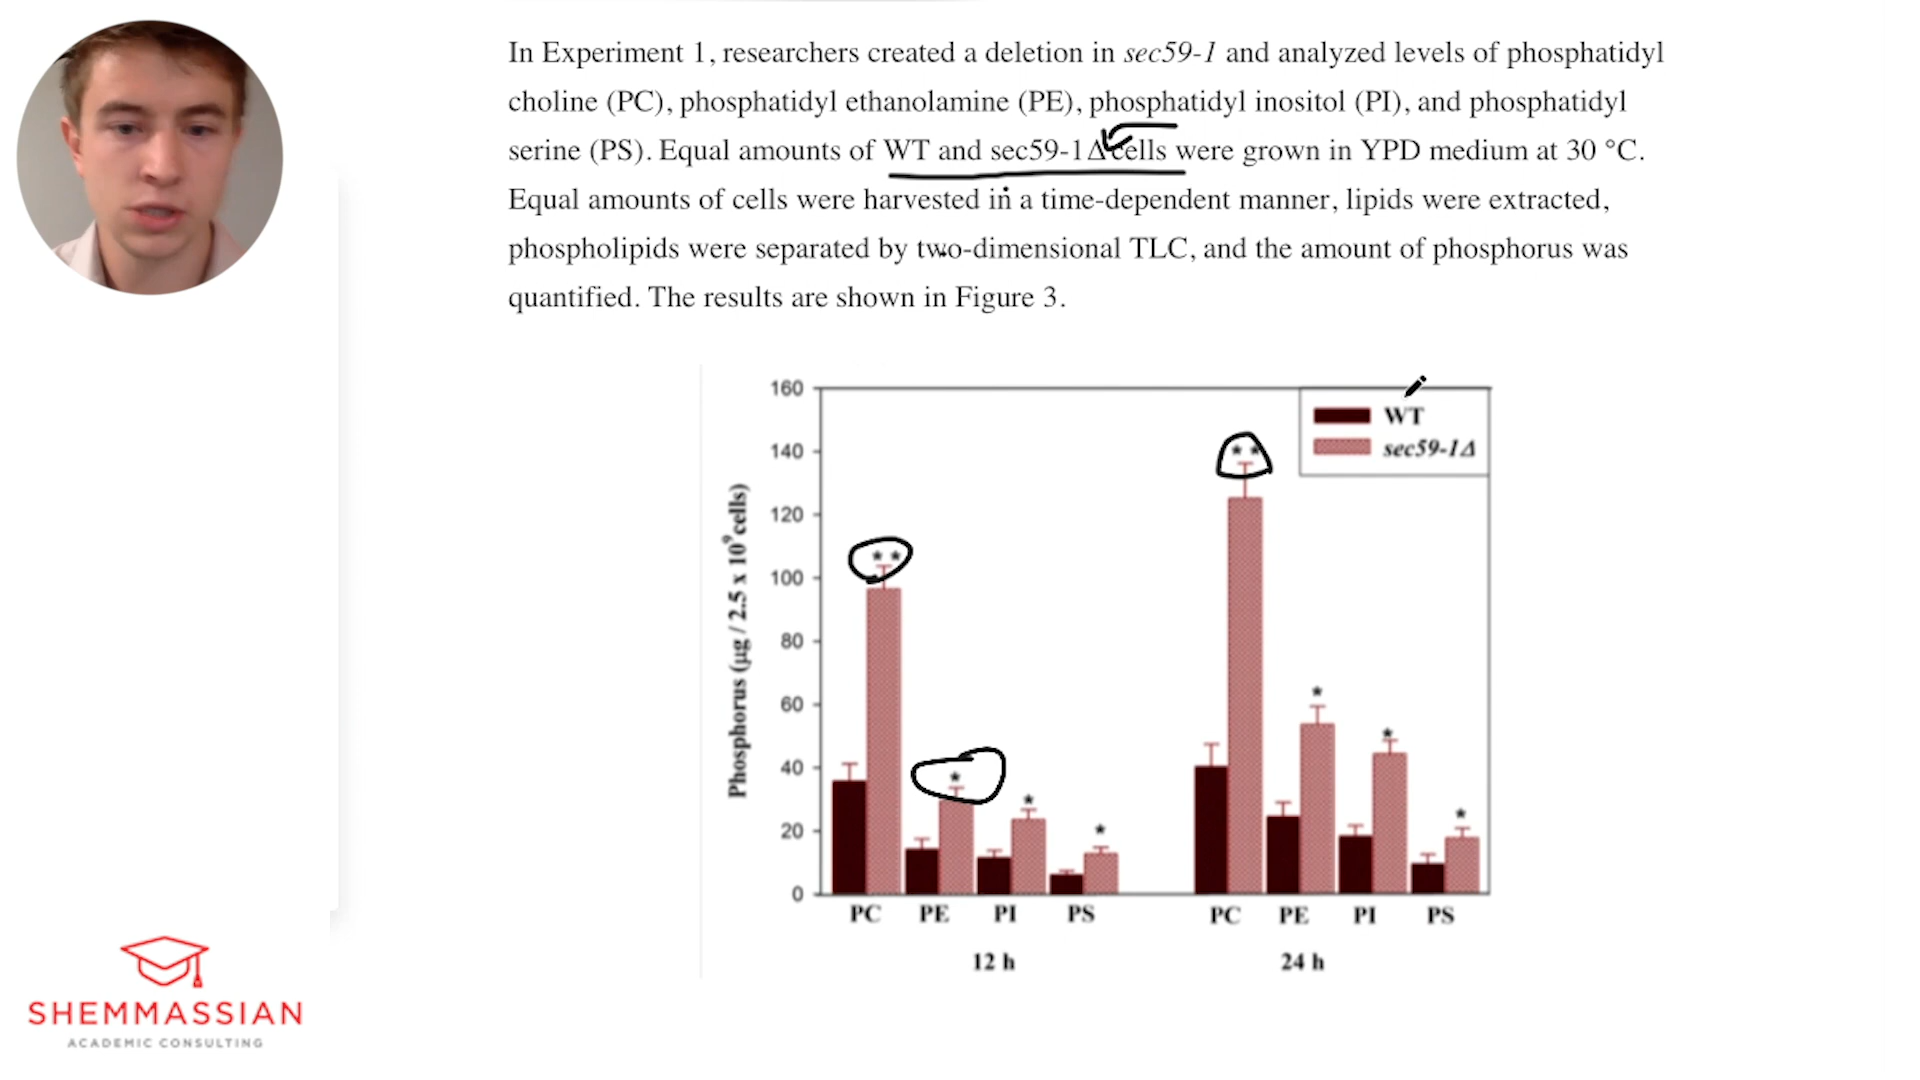 In Experiment 1, researchers created a deletion in sec59-1 and analyzed levels of phosphatidyl
choline (PC), phosphatidyl ethanolamine (PE), phosphatidyl inositol (PI), and phosphatidyl
serine (PS). Equal amounts of WT and sec59-1Δ cells were grown in YPD medium at 30 °C.
Equal amounts of cells were harvested in a time-dependent manner, lipids were extracted,
phospholipids were separated by two-dimensional TLC, and the amount of phosphorus was
quantified. The results are shown in Figure 3.
Phosphorus (µg / 2.5 x 10⁹ cells)
160
140
120
100
80
60
40
20
0
WT
sec59-1Δ
* *
*
*
*
* *
*
*
*
PC PE PI PS PC PE PI PS
12 h 24 h
SHEMMASSIAN
ACADEMIC CONSULTING